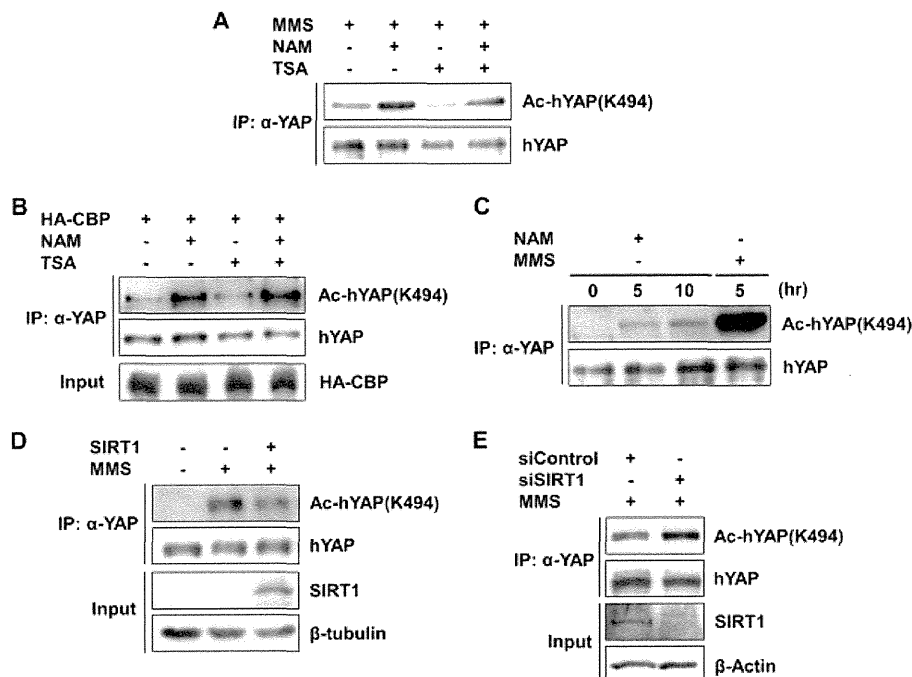 A
MMS + + + +
NAM - + - +
TSA - - + +
IP: α-YAP
Ac-hYAP(K494)
hYAP
B
HA-CBP + + + +
NAM - + - +
TSA - - + +
IP: α-YAP
Ac-hYAP(K494)
hYAP
Input
HA-CBP
C
NAM + -
MMS - +
0 5 10 5 (hr)
IP: α-YAP
Ac-hYAP(K494)
hYAP
D
SIRT1 - - +
MMS - + +
IP: α-YAP
Ac-hYAP(K494)
hYAP
Input
SIRT1
β-tubulin
E
siControl + -
siSIRT1 - +
MMS + +
IP: α-YAP
Ac-hYAP(K494)
hYAP
Input
SIRT1
β-Actin